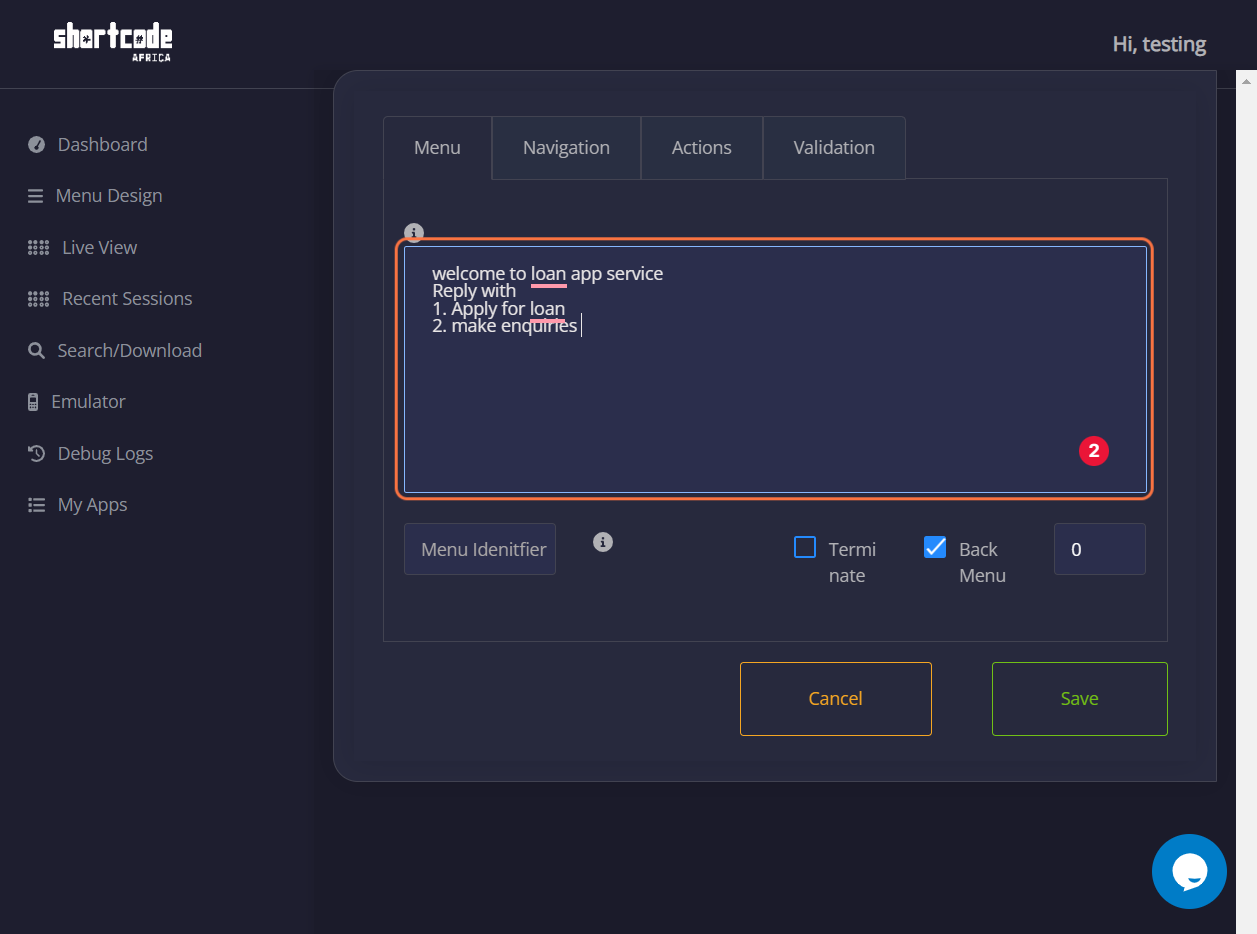 shortcode
AFRICA
Hi, testing
Dashboard
Menu Design
Live View
Recent Sessions
Search/Download
Emulator
Debug Logs
My Apps
Menu
Navigation
Actions
Validation
welcome to loan app service
Reply with
1. Apply for loan
2. make enquiries
2
Menu Idenitfier
Termi
nate
Back
Menu
0
Cancel
Save